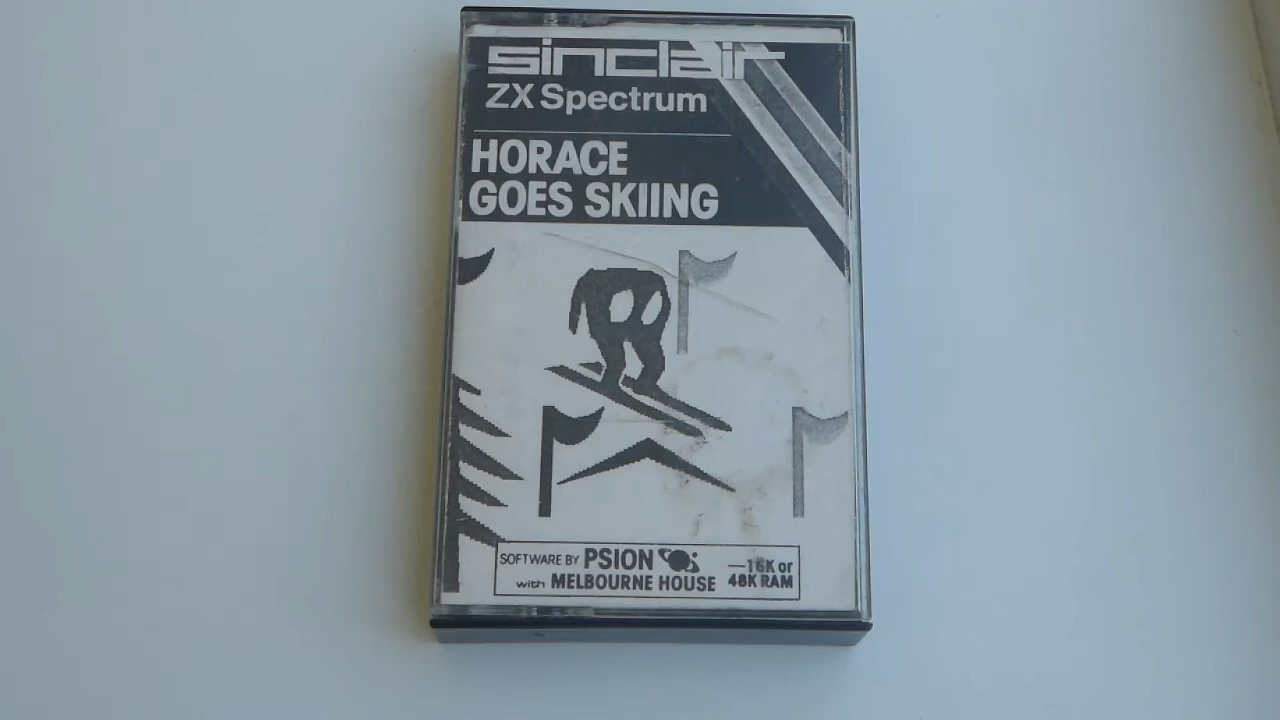 sinclair
ZX Spectrum
HORACE
GOES SKIING
SOFTWARE BY PSION
with MELBOURNE HOUSE
—16K or
48K RAM